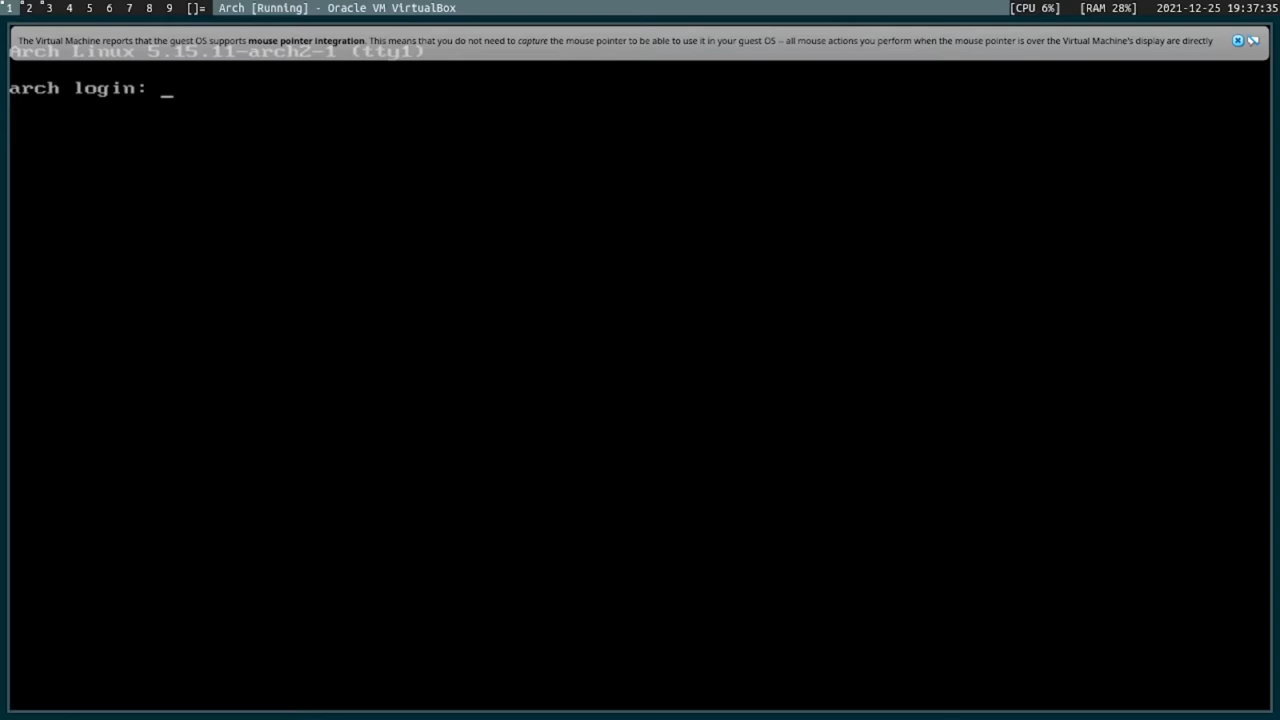 1 2 3 4 5 6 7 8 9 []= Arch [Running] - Oracle VM VirtualBox [CPU 6%] [RAM 28%] 2021-12-25 19:37:35
The Virtual Machine reports that the guest OS supports mouse pointer integration. This means that you do not need to capture the mouse pointer to be able to use it in your guest OS -- all mouse actions you perform when the mouse pointer is over the Virtual Machine's display are directly
Arch Linux 5.15.11-arch2-1 (tty1)
arch login: _